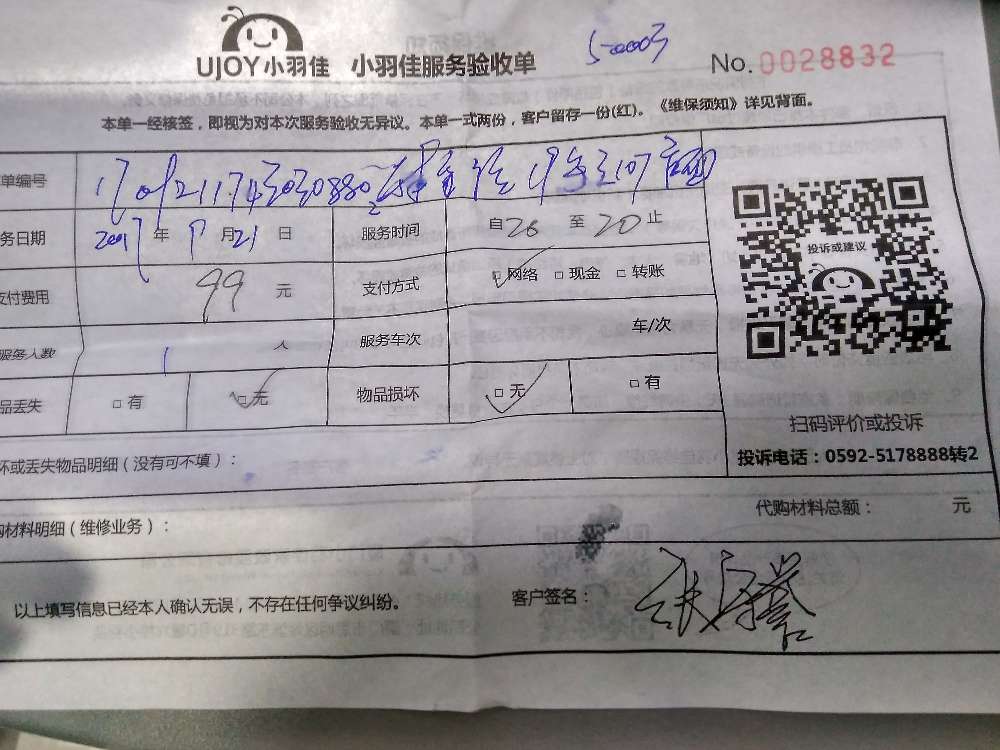 UJOY小羽佳 小羽佳服务验收单
No. 0028832
本单一经核签，即视为对本次服务验收无异议。本单一式两份，客户留存一份(红)。《维保须知》详见背面。
单编号
务日期 年 9月21日 服务时间 自 至20止
支付费用 99 元 支付方式 □网络 □现金 □转账
服务人数 1 人 服务车次 车/次
品丢失 □有 □无 物品损坏 □无 □有
投诉或建议
扫码评价或投诉
投诉电话：0592-5178888转2
坏或丢失物品明细（没有可不填）：
代购材料总额： 元
购材料明细（维修业务）：
以上填写信息已经本人确认无误，不存在任何争议纠纷。 客户签名：